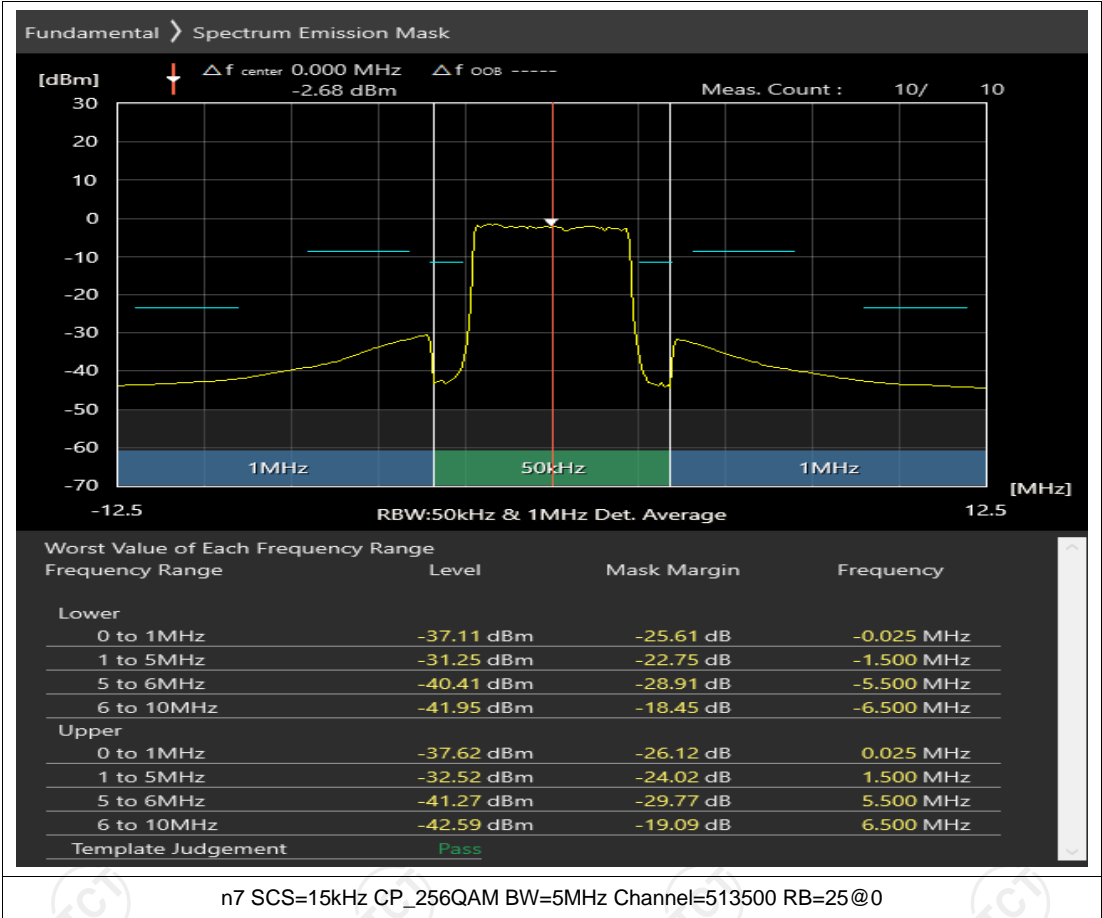 Fundamental ❯ Spectrum Emission Mask
[dBm] △f center 0.000 MHz △f OOB -----
-2.68 dBm Meas. Count : 10/ 10
30
20
10
0
-10
-20
-30
-40
-50
-60
1MHz 50kHz 1MHz
-70
[MHz]
-12.5 RBW:50kHz & 1MHz Det. Average 12.5
Worst Value of Each Frequency Range
Frequency Range Level Mask Margin Frequency
Lower
0 to 1MHz -37.11 dBm -25.61 dB -0.025 MHz
1 to 5MHz -31.25 dBm -22.75 dB -1.500 MHz
5 to 6MHz -40.41 dBm -28.91 dB -5.500 MHz
6 to 10MHz -41.95 dBm -18.45 dB -6.500 MHz
Upper
0 to 1MHz -37.62 dBm -26.12 dB 0.025 MHz
1 to 5MHz -32.52 dBm -24.02 dB 1.500 MHz
5 to 6MHz -41.27 dBm -29.77 dB 5.500 MHz
6 to 10MHz -42.59 dBm -19.09 dB 6.500 MHz
Template Judgement Pass
n7 SCS=15kHz CP_256QAM BW=5MHz Channel=513500 RB=25@0
TCT TCT TCT TCT